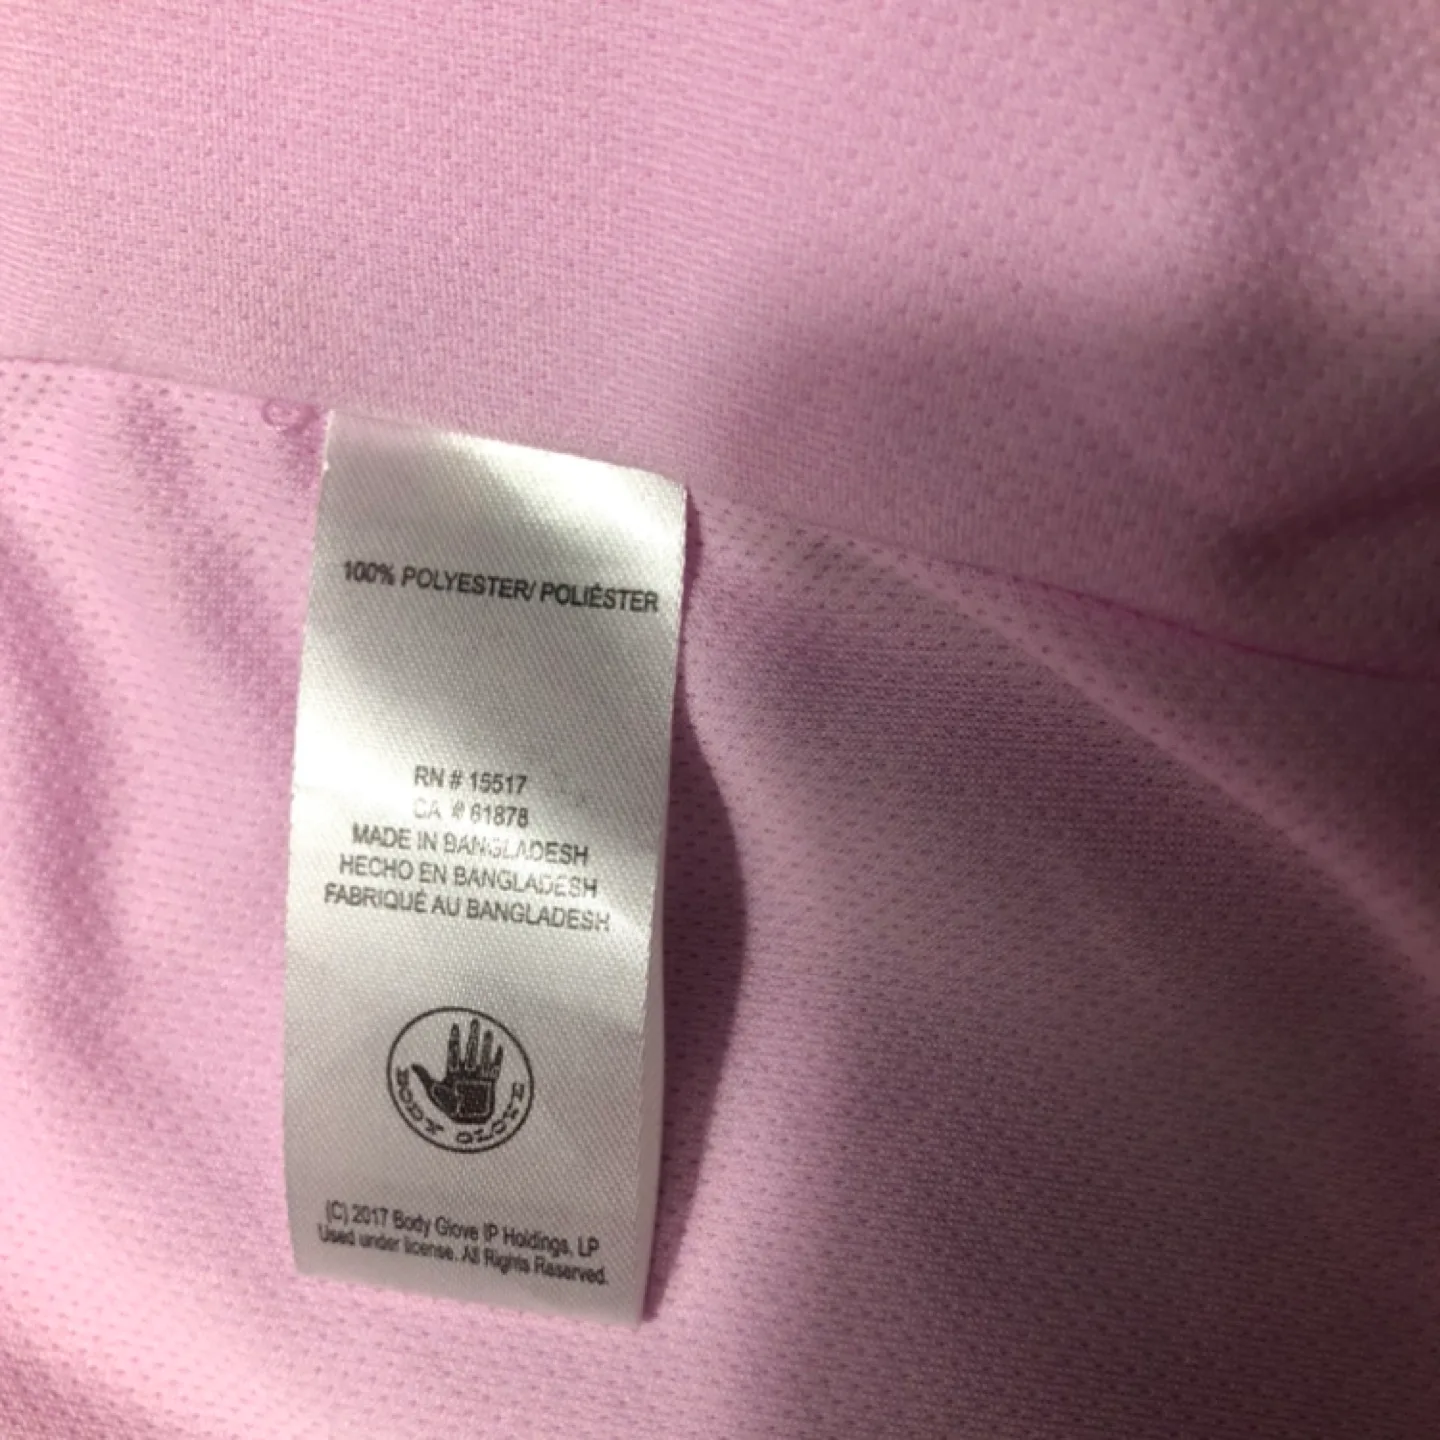 100% POLYESTER/ POLIÉSTER
RN # 15517
CA # 61878
MADE IN BANGLADESH
HECHO EN BANGLADESH
FABRIQUÉ AU BANGLADESH
BODY GLOVE
(C) 2017 Body Glove IP Holdings, LP
Used under license. All Rights Reserved.